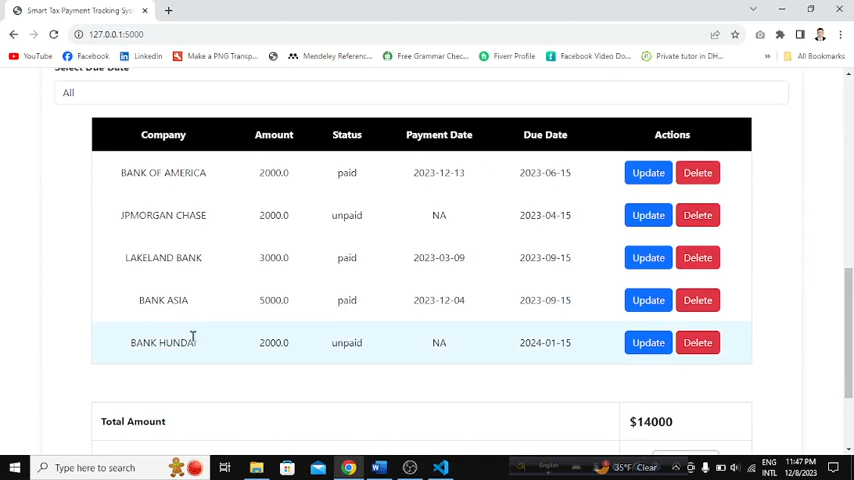 Smart Tax Payment Tracking Sys
127.0.0.1:5000
YouTube Facebook LinkedIn Make a PNG Transp... Mendeley Referenc... Free Grammar Chec... Fiverr Profile Facebook Video Do... Private tutor in DH... » All Bookmarks
Select Due Date
All
Company Amount Status Payment Date Due Date Actions
BANK OF AMERICA 2000.0 paid 2023-12-13 2023-06-15 Update Delete
JPMORGAN CHASE 2000.0 unpaid NA 2023-04-15 Update Delete
LAKELAND BANK 3000.0 paid 2023-03-09 2023-09-15 Update Delete
BANK ASIA 5000.0 paid 2023-12-04 2023-09-15 Update Delete
BANK HUNDAI 2000.0 unpaid NA 2024-01-15 Update Delete
Total Amount $14000
Type here to search English 35°F Clear ENG INTL 11:47 PM 12/8/2023